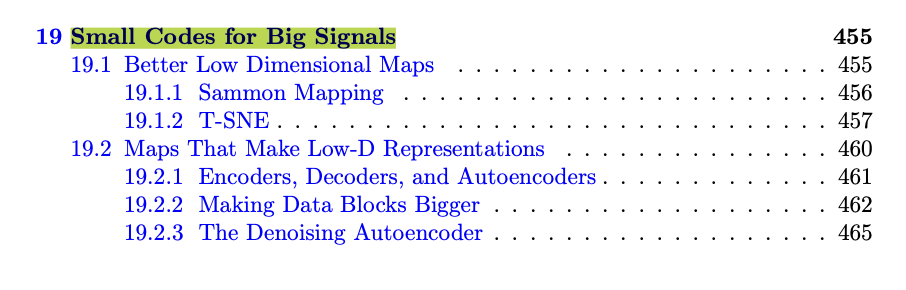 19 Small Codes for Big Signals 455
19.1 Better Low Dimensional Maps . . . . . . . . . . . . . . . . . . . . . 455
19.1.1 Sammon Mapping . . . . . . . . . . . . . . . . . . . . . . . . 456
19.1.2 T-SNE . . . . . . . . . . . . . . . . . . . . . . . . . . . . . . . 457
19.2 Maps That Make Low-D Representations . . . . . . . . . . . . . . . 460
19.2.1 Encoders, Decoders, and Autoencoders . . . . . . . . . . . . . 461
19.2.2 Making Data Blocks Bigger . . . . . . . . . . . . . . . . . . . 462
19.2.3 The Denoising Autoencoder . . . . . . . . . . . . . . . . . . . 465